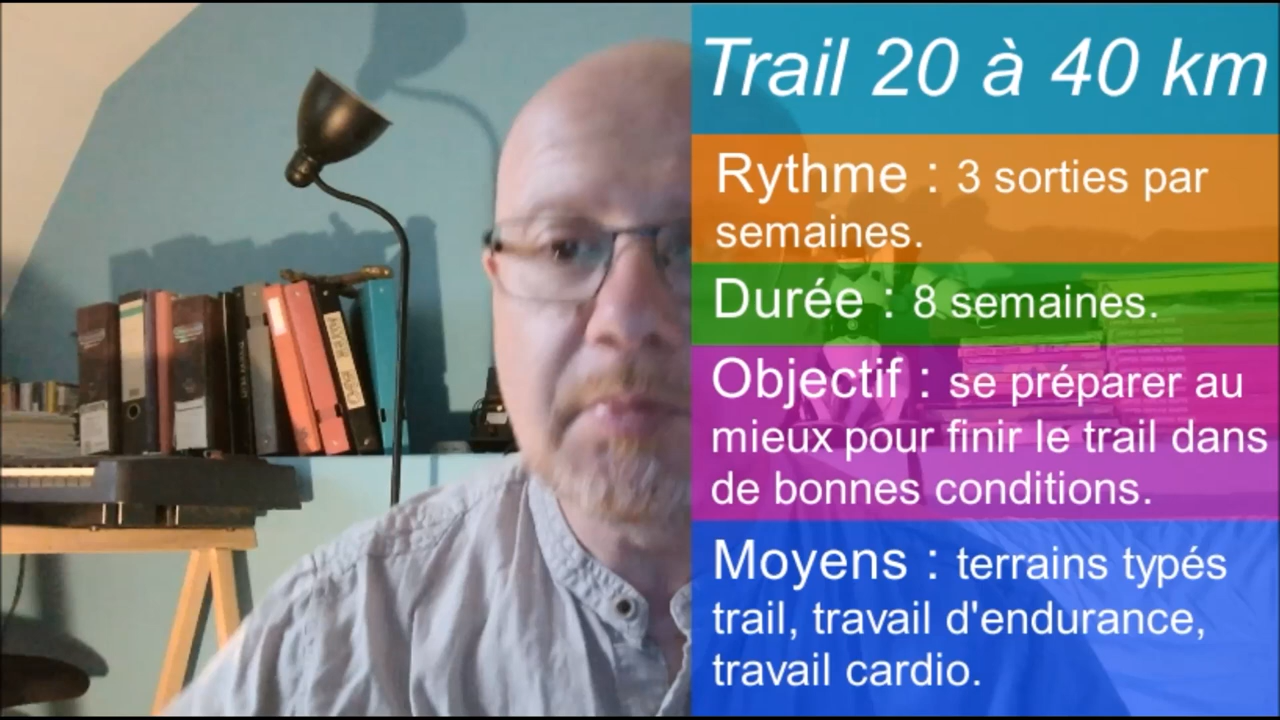 Trail 20 à 40 km
Rythme : 3 sorties par
semaines.
Durée : 8 semaines.
Objectif : se préparer au
mieux pour finir le trail dans
de bonnes conditions.
Moyens : terrains typés
trail, travail d'endurance,
travail cardio.